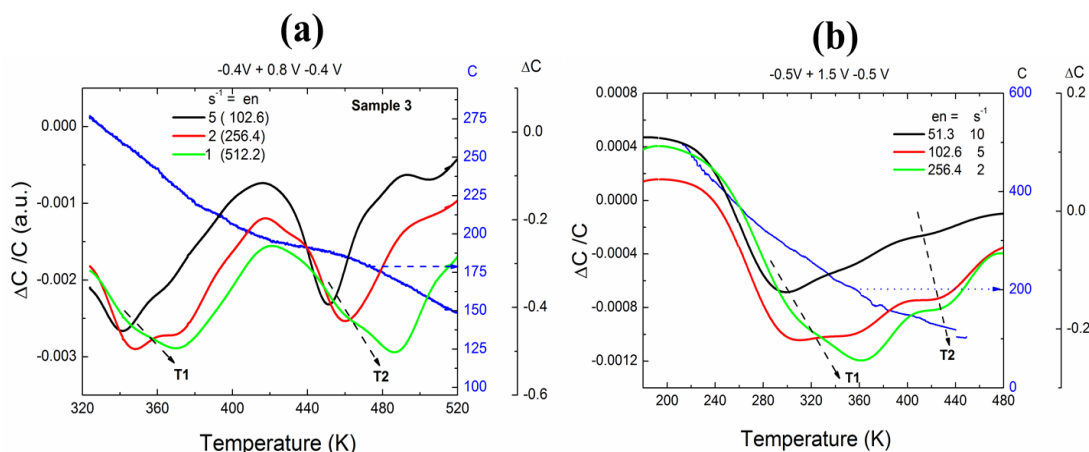 (a)
-0.4V + 0.8 V -0.4 V
C
ΔC
s⁻¹ = en
5 ( 102.6)
2 (256.4)
1 (512.2)
Sample 3
0.000
-0.001
-0.002
-0.003
ΔC /C (a.u.)
275
250
225
200
175
150
125
100
0.0
-0.2
-0.4
-0.6
T1
T2
320
360
400
440
480
520
Temperature (K)
(b)
-0.5V + 1.5 V -0.5 V
C
ΔC
en = s⁻¹
51.3 10
102.6 5
256.4 2
0.0008
0.0004
0.0000
-0.0004
-0.0008
-0.0012
ΔC /C
600
400
200
0
0.2
0.0
-0.2
T1
T2
240
300
360
420
480
Temperature (K)